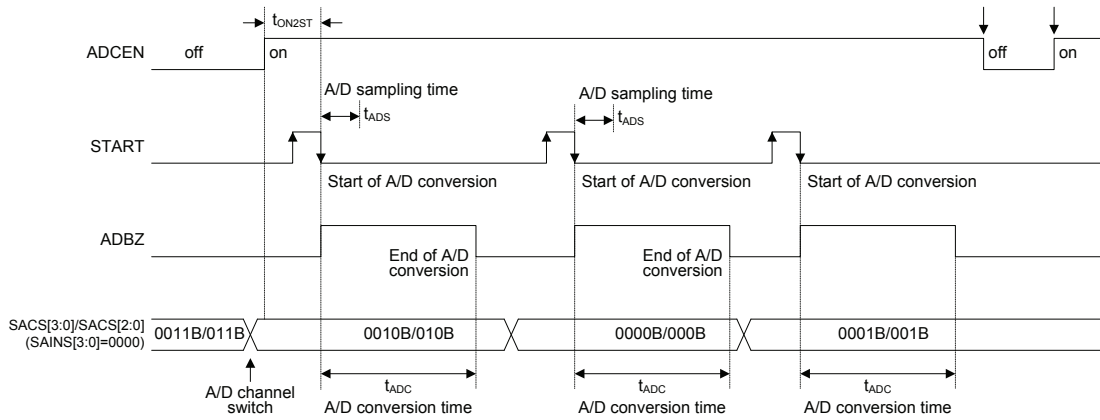 tON2ST
ADCEN
off
on
off
on
A/D sampling time
tADS
A/D sampling time
tADS
START
Start of A/D conversion
Start of A/D conversion
Start of A/D conversion
ADBZ
End of A/D
conversion
End of A/D
conversion
SACS[3:0]/SACS[2:0]
(SAINS[3:0]=0000)
0011B/011B
0010B/010B
0000B/000B
0001B/001B
A/D channel
switch
tADC
A/D conversion time
tADC
A/D conversion time
tADC
A/D conversion time